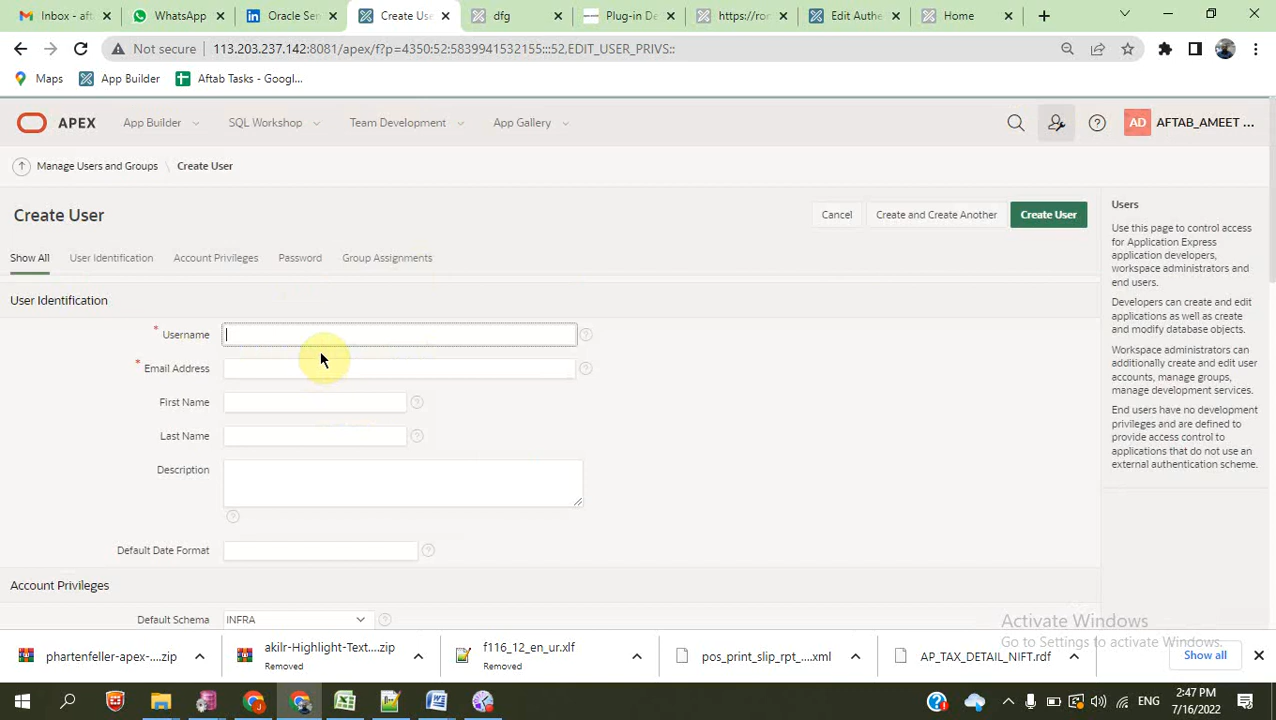 Inbox - aftab.a
WhatsApp
Oracle Serv
Create User
dfg
Plug-in De
https://ron
Edit Authe
Home
Not secure
113.203.237.142:8081/apex/f?p=4350:52:5839941532155:::52,EDIT_USER_PRIVS::
Maps
App Builder
Aftab Tasks - Googl...
APEX
App Builder
SQL Workshop
Team Development
App Gallery
AD
AFTAB_AMEET ...
Manage Users and Groups
\
Create User
Create User
Cancel
Create and Create Another
Create User
Show All
User Identification
Account Privileges
Password
Group Assignments
User Identification
* Username
* Email Address
First Name
Last Name
Description
Default Date Format
Account Privileges
Default Schema
INFRA
Users
Use this page to control access
for Application Express
application developers,
workspace administrators and
end users.
Developers can create and edit
applications as well as create
and modify database objects.
Workspace administrators can
additionally create and edit user
accounts, manage groups,
manage development services.
End users have no development
privileges and are defined to
provide access control to
applications that do not use an
external authentication scheme.
Activate Windows
Go to Settings to activate Windows.
phartenfeller-apex-....zip
akilr-Highlight-Text....zip
Removed
f116_12_en_ur.xlf
Removed
pos_print_slip_rpt_....xml
AP_TAX_DETAIL_NIFT.rdf
Show all
ENG
2:47 PM
7/16/2022